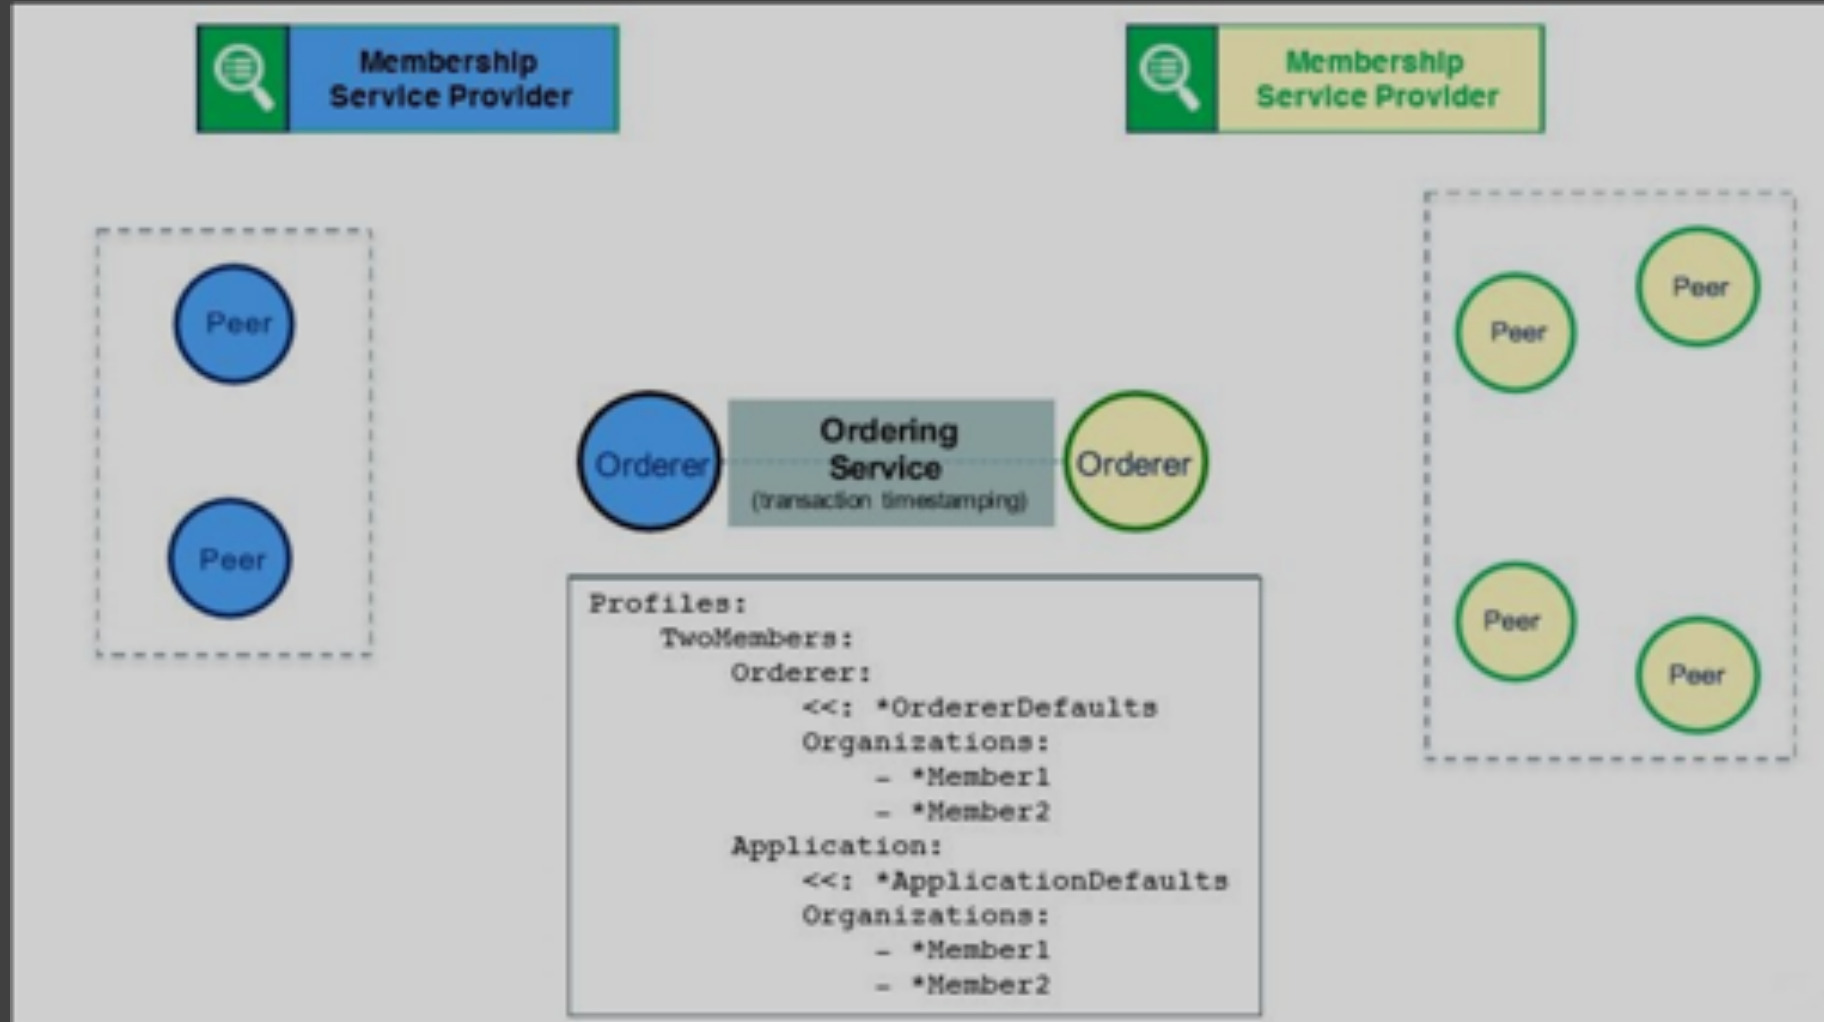 Membership
Service Provider
Membership
Service Provider
Peer
Peer
Peer
Peer
Orderer
Ordering
Service
(transaction timestamping)
Orderer
Peer
Peer
Peer
Profiles:
TwoMembers:
Orderer:
<<: *OrdererDefaults
Organizations:
- *Member1
- *Member2
Application:
<<: *ApplicationDefaults
Organizations:
- *Member1
- *Member2